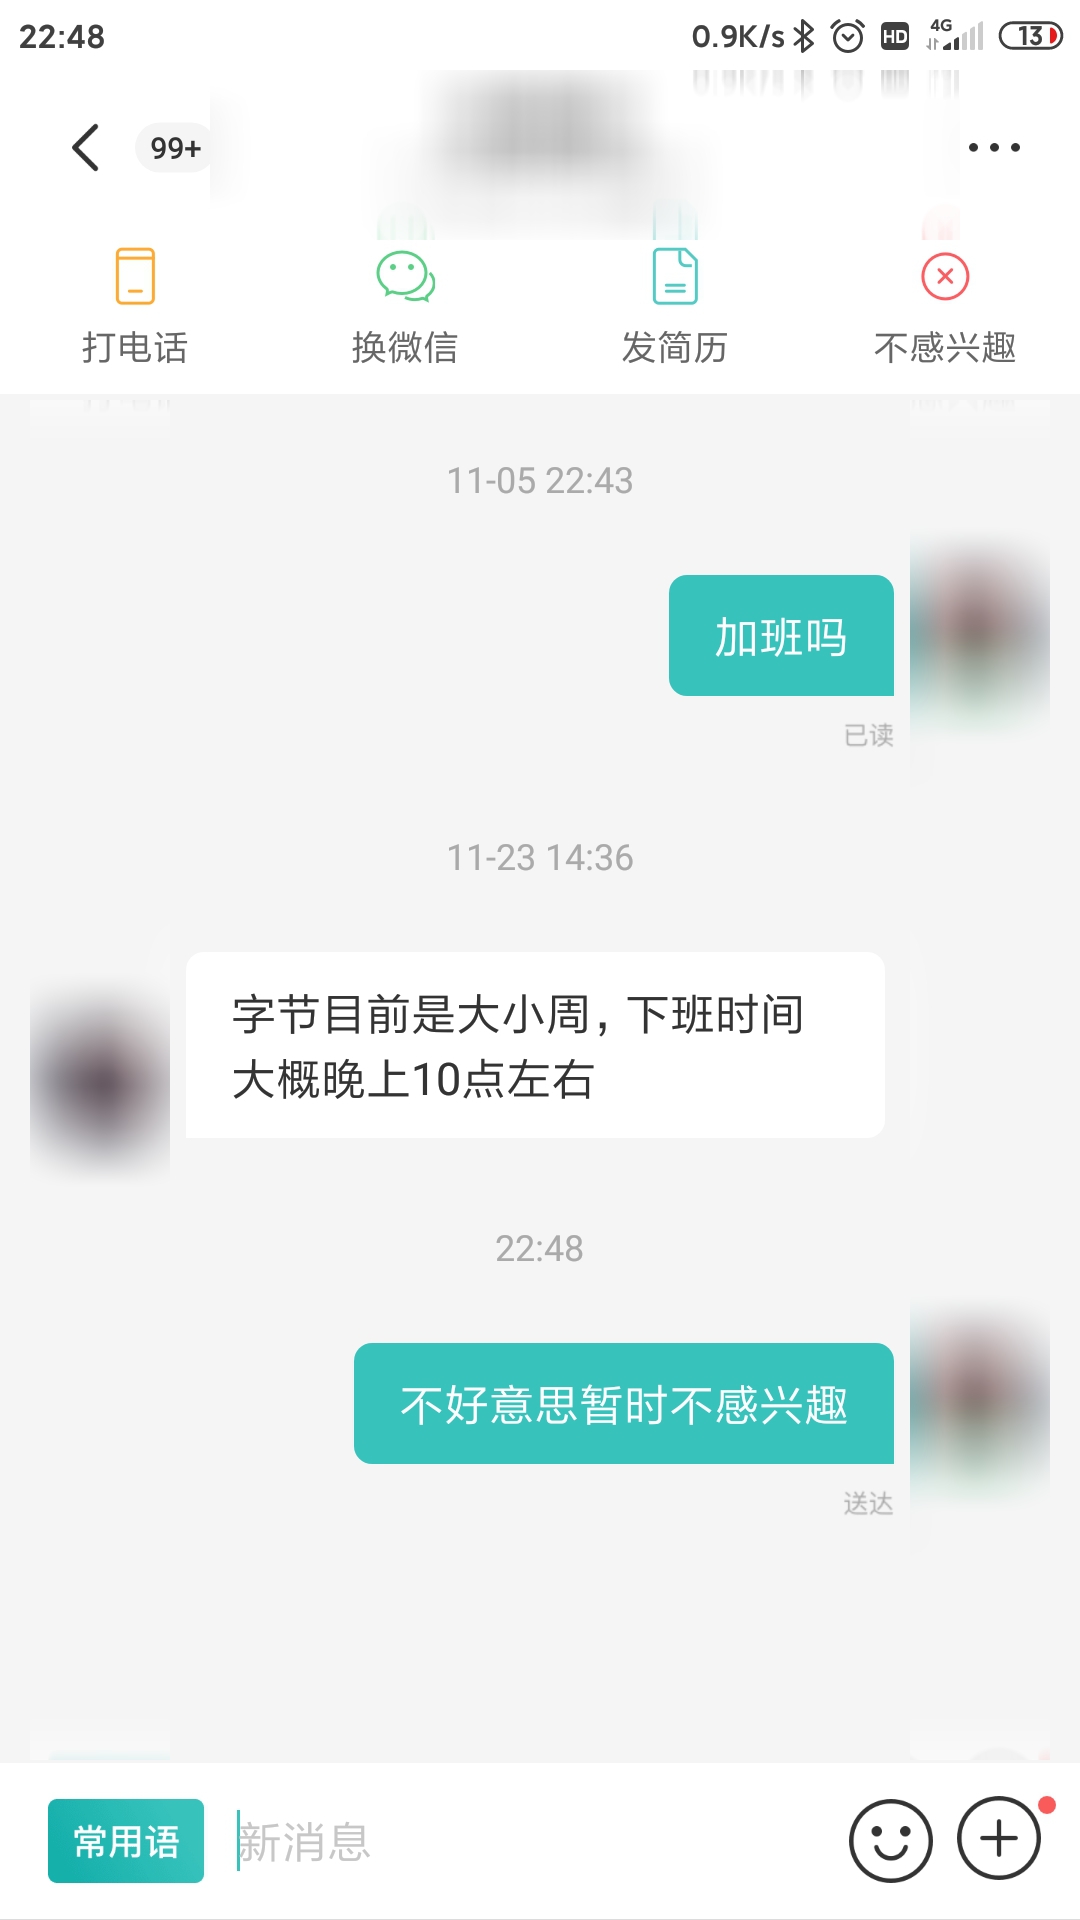 22:48
0.9K/s HD 4G 13
99+
打电话 换微信 发简历 不感兴趣
11-05 22:43
加班吗
已读
11-23 14:36
字节目前是大小周，下班时间
大概晚上10点左右
22:48
不好意思暂时不感兴趣
送达
常用语 新消息